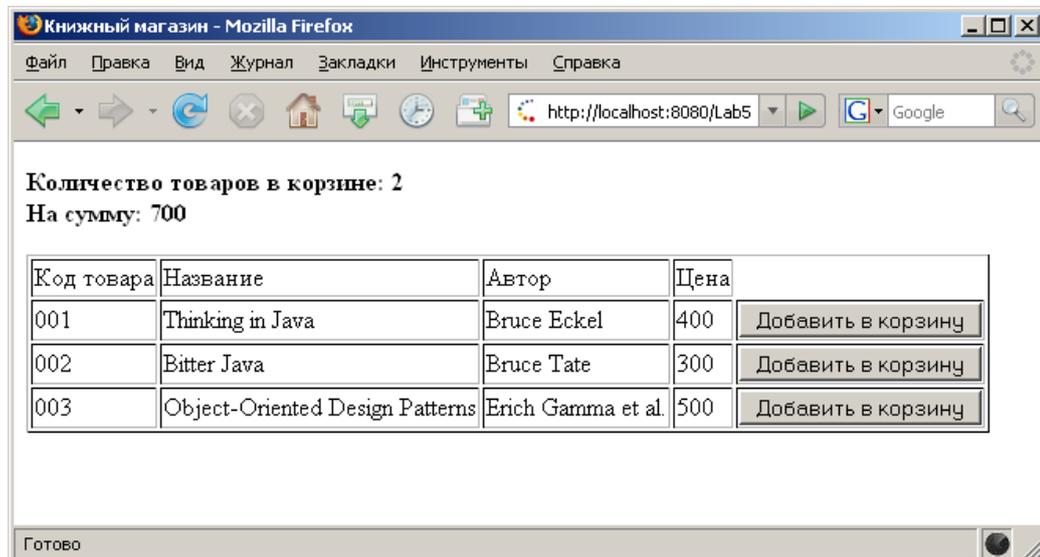 Книжный магазин - Mozilla Firefox
Файл Правка Вид Журнал Закладки Инструменты Справка
http://localhost:8080/Lab5 G Google
Количество товаров в корзине: 2
На сумму: 700
Код товара Название Автор Цена
001 Thinking in Java Bruce Eckel 400 Добавить в корзину
002 Bitter Java Bruce Tate 300 Добавить в корзину
003 Object-Oriented Design Patterns Erich Gamma et al. 500 Добавить в корзину
Готово